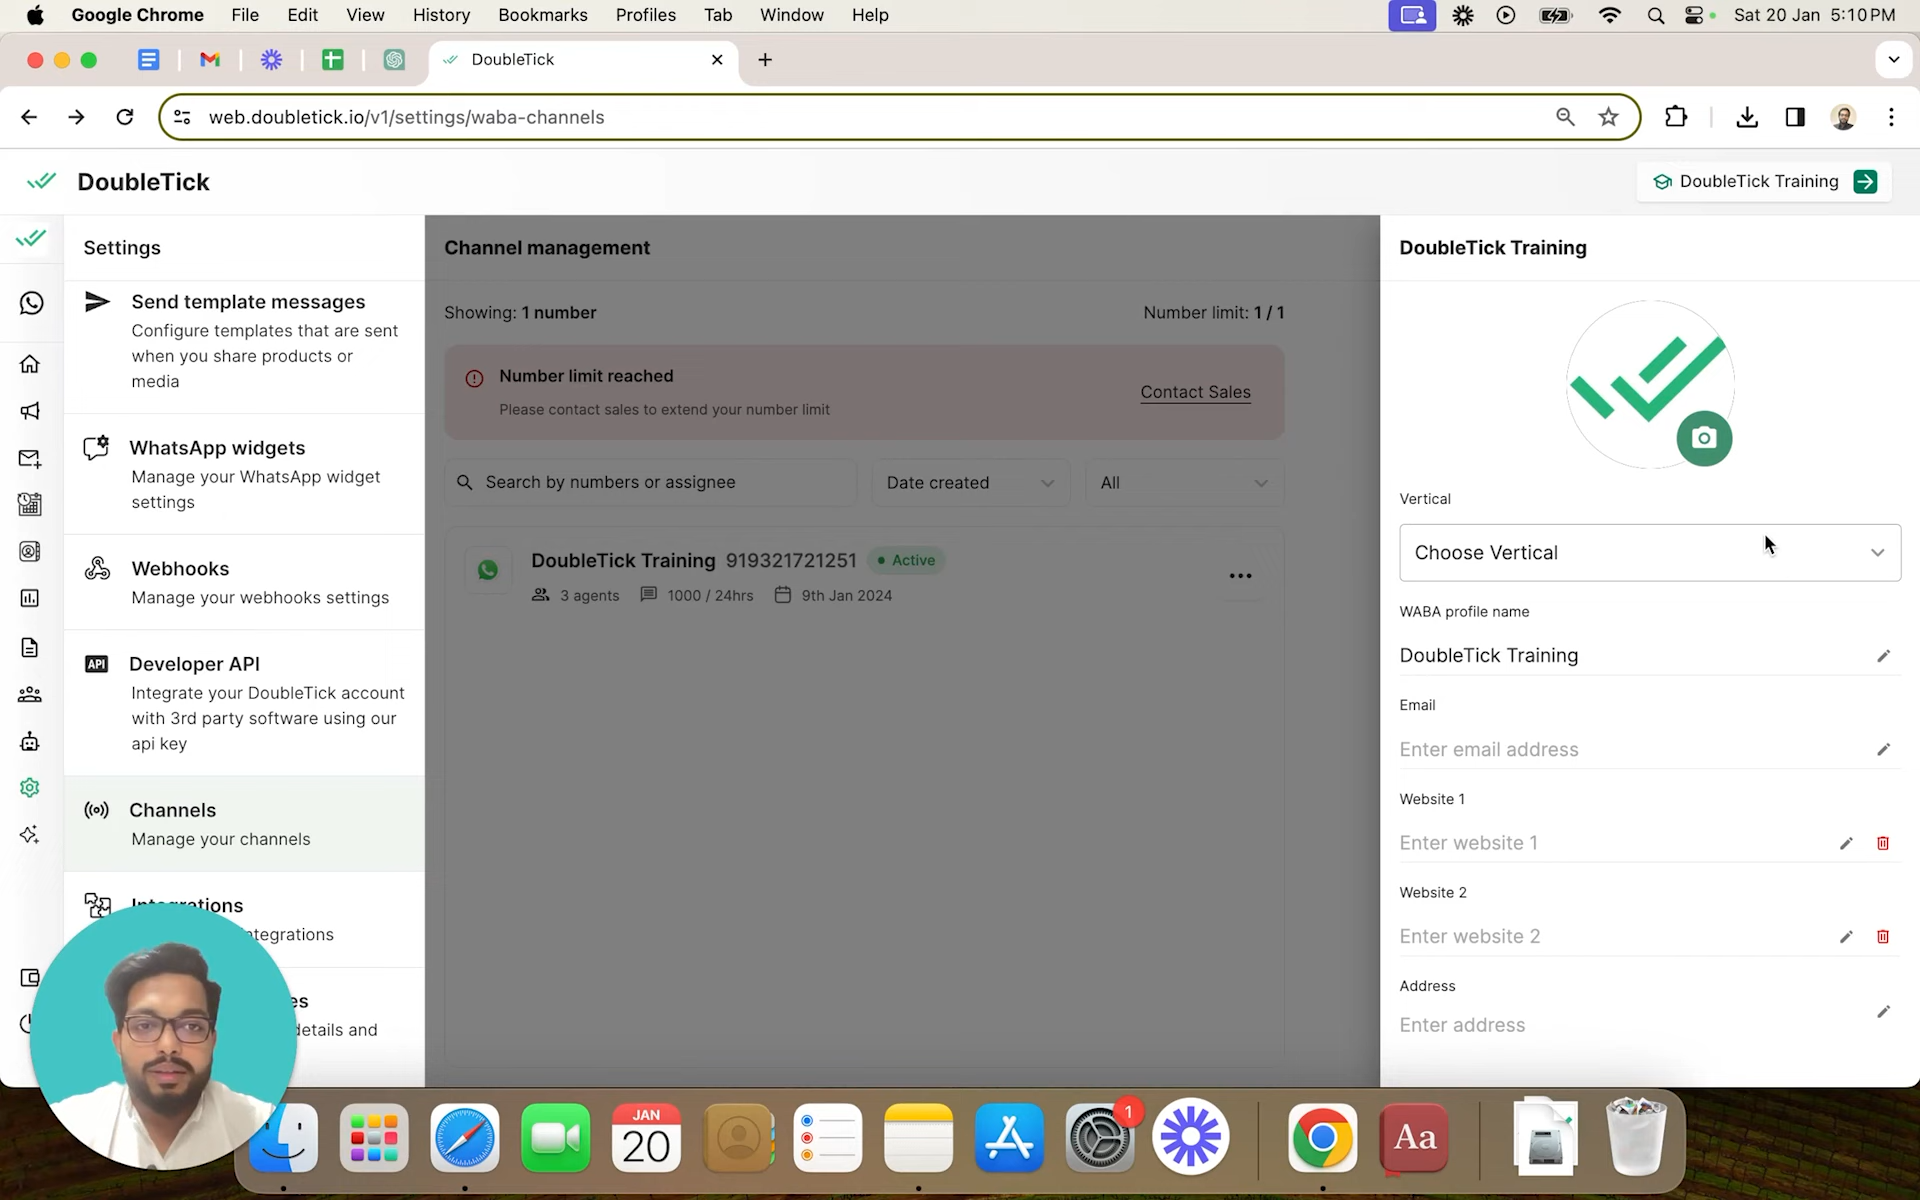 Google Chrome File Edit View History Bookmarks Profiles Tab Window Help Sat 20 Jan 5:10 PM
DoubleTick
web.doubletick.io/v1/settings/waba-channels
DoubleTick
DoubleTick Training
Settings
Send template messages
Configure templates that are sent
when you share products or
media
WhatsApp widgets
Manage your WhatsApp widget
settings
Webhooks
Manage your webhooks settings
API
Developer API
Integrate your DoubleTick account
with 3rd party software using our
api key
Channels
Manage your channels
Integrations
ntegrations
es
details and
Channel management
Showing: 1 number
Number limit: 1 / 1
Number limit reached
Please contact sales to extend your number limit
Contact Sales
Search by numbers or assignee
Date created
All
DoubleTick Training 919321721251 Active
3 agents 1000 / 24hrs 9th Jan 2024
DoubleTick Training
Vertical
Choose Vertical
WABA profile name
DoubleTick Training
Email
Enter email address
Website 1
Enter website 1
Website 2
Enter website 2
Address
Enter address
JAN
20
1
Aa